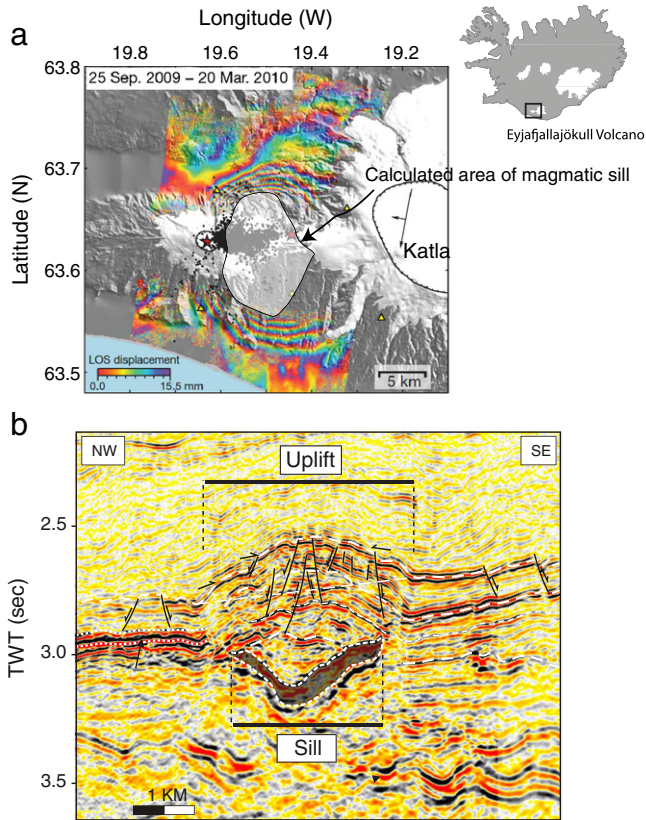 Longitude (W)
a
19.8 19.6 19.4 19.2
63.8
63.7
63.6
63.5
Latitude (N)
25 Sep. 2009 – 20 Mar. 2010
Eyjafjallajökull Volcano
Calculated area of magmatic sill
Katla
LOS displacement
0.0 15.5 mm
5 km
b
NW
SE
Uplift
2.5
3.0
3.5
TWT (sec)
Sill
1 KM